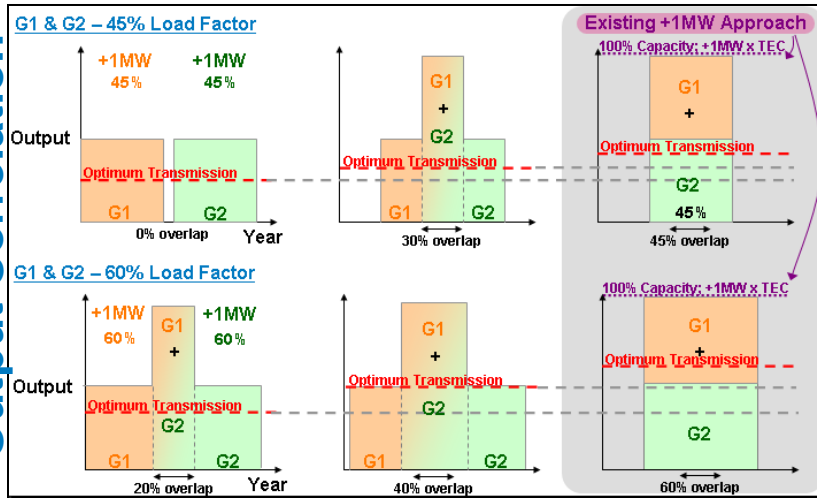 G1 & G2 – 45% Load Factor
Existing +1MW Approach
+1MW
45%
+1MW
45%
100% Capacity; +1MW x TEC
G1
+
G2
G1
+
Output
Optimum Transmission
Optimum Transmission
Optimum Transmission
G1
G2
G1
G2
G2
45%
0% overlap
Year
30% overlap
45% overlap
G1 & G2 – 60% Load Factor
100% Capacity; +1MW x TEC
+1MW
60%
G1
+
+1MW
60%
G1
+
G1
+
Optimum Transmission
Output
Optimum Transmission
Optimum Transmission
G2
G2
G1
G2
G1
G2
G2
20% overlap
Year
40% overlap
60% overlap